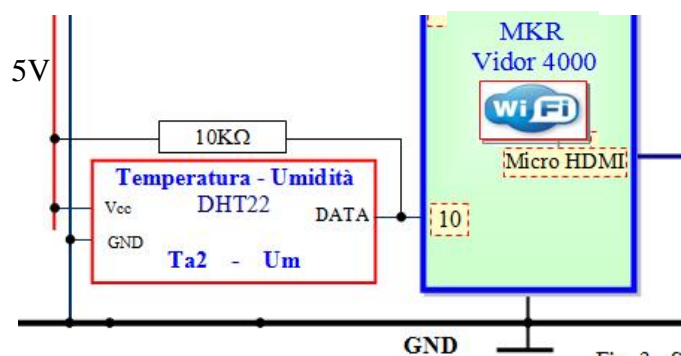 MKR
Vidor 4000
5V
WiFi
10KΩ
Micro HDMI
Temperatura - Umidità
Vcc
DHT22
DATA
10
GND
Ta2 - Um
GND